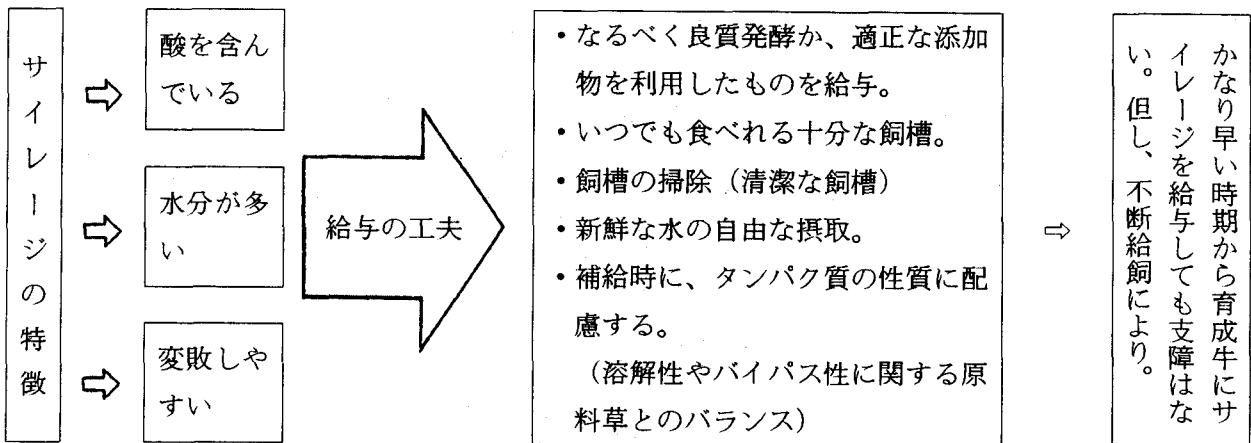 サイレージの特徴
酸を含ん
でいる
水分が多
い
変敗しや
すい
給与の工夫
・なるべく良質発酵か、適正な添加
物を利用したものを給与。
・いつでも食べれる十分な飼槽。
・飼槽の掃除（清潔な飼槽）
・新鮮な水の自由な摂取。
・補給時に、タンパク質の性質に配
慮する。
（溶解性やバイパス性に関する原
料草とのバランス）
かなり早い時期から育成牛にサ
イレージを給与しても支障はな
い。但し、不断給飼により。